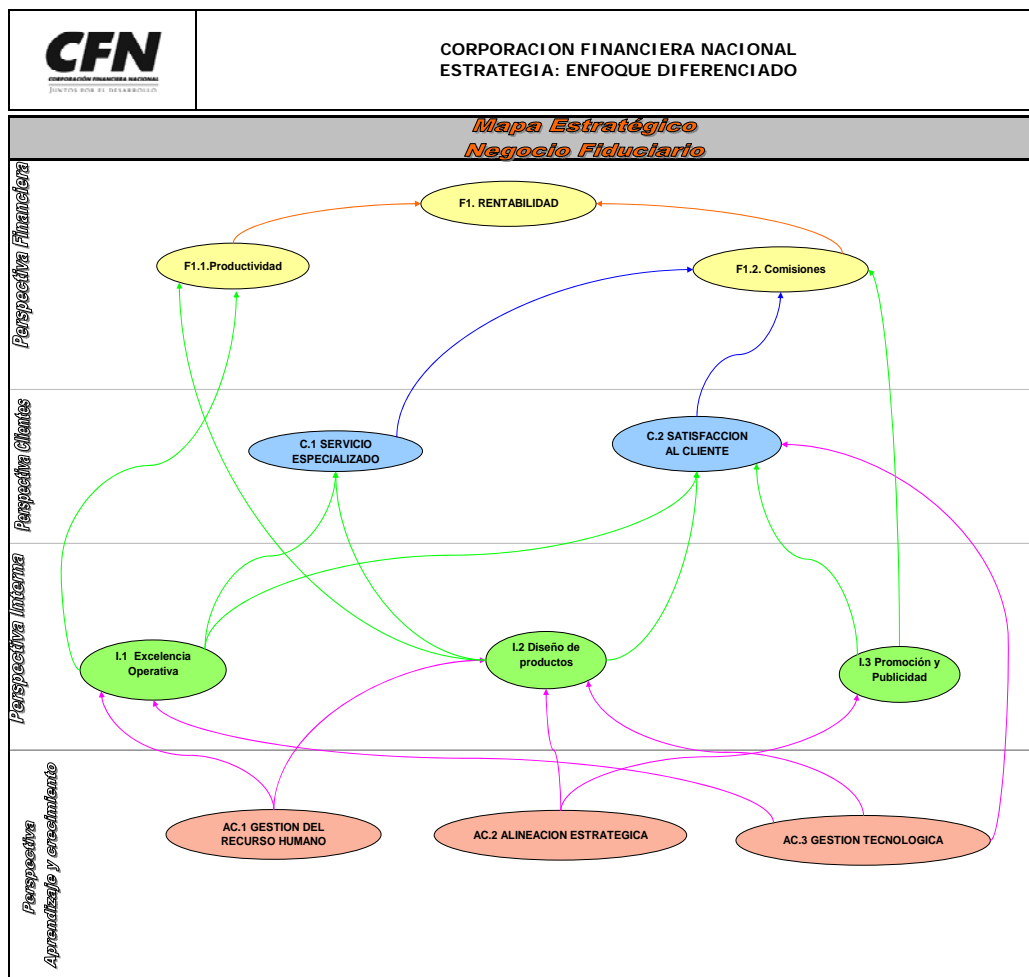 CFN
CORPORACIÓN FINANCIERA NACIONAL
JUNTOS POR EL DESARROLLO
CORPORACION FINANCIERA NACIONAL
ESTRATEGIA: ENFOQUE DIFERENCIADO
Mapa Estratégico
Negocio Fiduciario
Perspectiva Financiera
F1. RENTABILIDAD
F1.1.Productividad
F1.2. Comisiones
Perspectiva Clientes
C.1 SERVICIO
ESPECIALIZADO
C.2 SATISFACCION
AL CLIENTE
Perspectiva Interna
I.1 Excelencia
Operativa
I.2 Diseño de
productos
I.3 Promoción y
Publicidad
Perspectiva
Aprendizaje y crecimiento
AC.1 GESTION DEL
RECURSO HUMANO
AC.2 ALINEACION ESTRATEGICA
AC.3 GESTION TECNOLOGICA